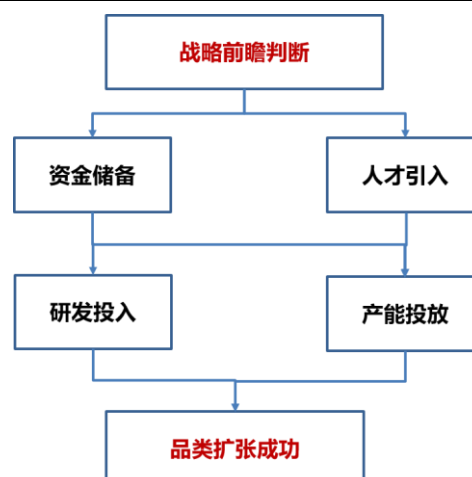 战略前瞻判断
资金储备
人才引入
研发投入
产能投放
品类扩张成功